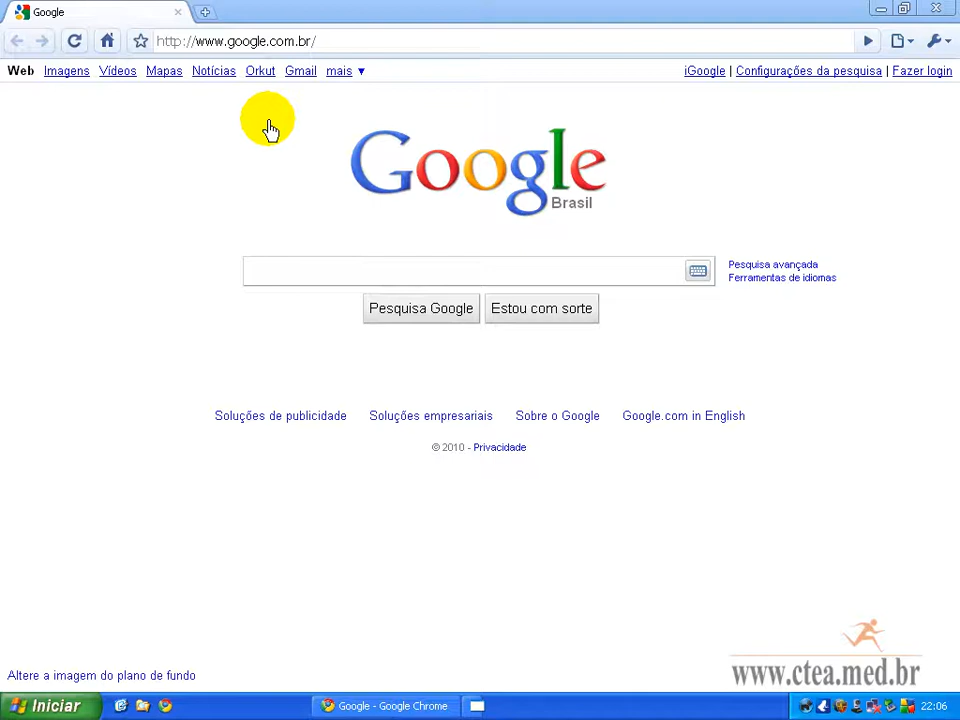 Google
http://www.google.com.br/
Web Imagens Vídeos Mapas Notícias Orkut Gmail mais ▼ iGoogle | Configurações da pesquisa | Fazer login
Google
Brasil
Pesquisa avançada
Ferramentas de idiomas
Pesquisa Google Estou com sorte
Soluções de publicidade Soluções empresariais Sobre o Google Google.com in English
© 2010 - Privacidade
www.ctea.med.br
Altere a imagem do plano de fundo
Iniciar Google - Google Chrome 22:06